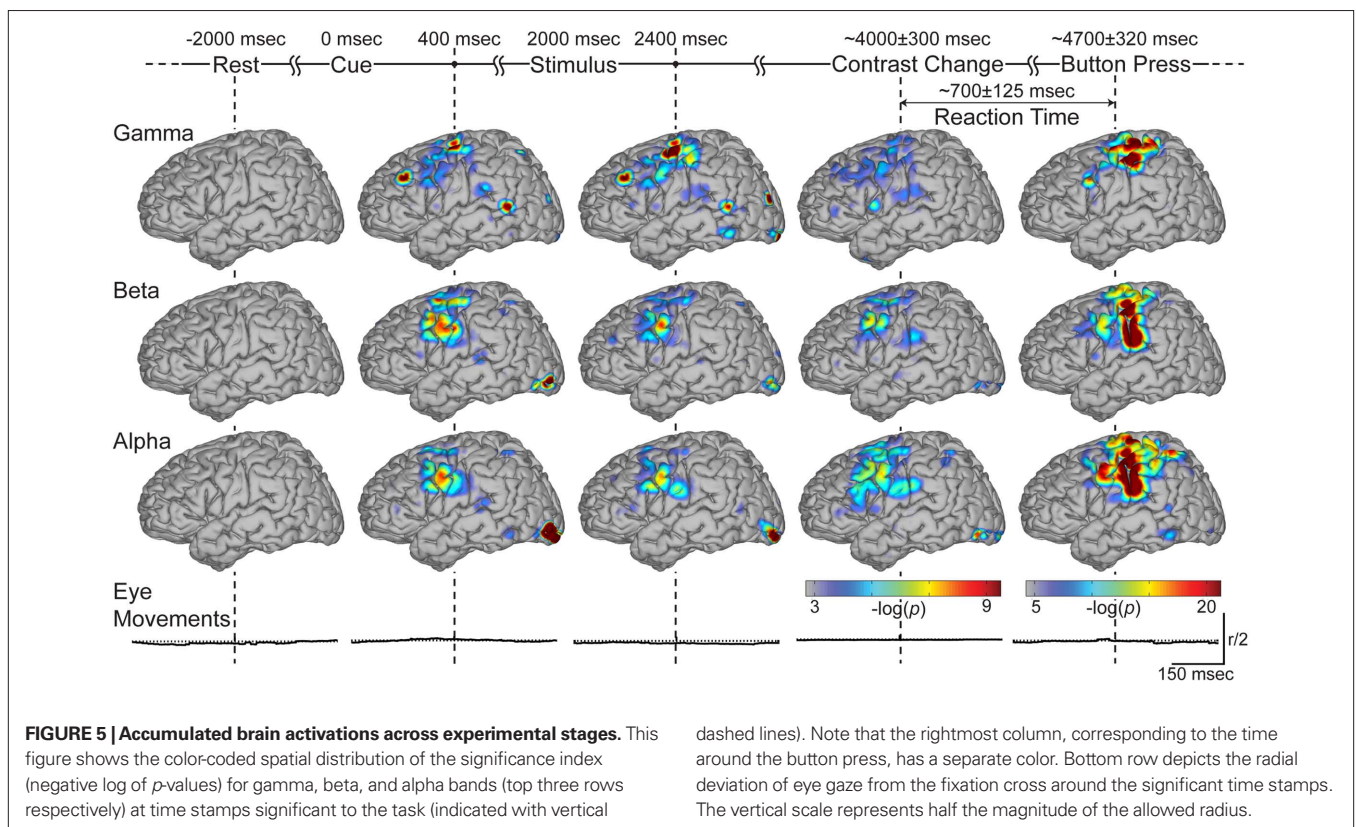 -2000 msec 0 msec 400 msec 2000 msec 2400 msec ~4000±300 msec ~4700±320 msec
Rest Cue Stimulus Contrast Change Button Press
~700±125 msec
Reaction Time
Gamma
Beta
Alpha
Eye
Movements
3 -log(p) 9
5 -log(p) 20
r/2
150 msec
FIGURE 5 | Accumulated brain activations across experimental stages. This
figure shows the color-coded spatial distribution of the significance index
(negative log of p-values) for gamma, beta, and alpha bands (top three rows
respectively) at time stamps significant to the task (indicated with vertical
dashed lines). Note that the rightmost column, corresponding to the time
around the button press, has a separate color. Bottom row depicts the radial
deviation of eye gaze from the fixation cross around the significant time stamps.
The vertical scale represents half the magnitude of the allowed radius.